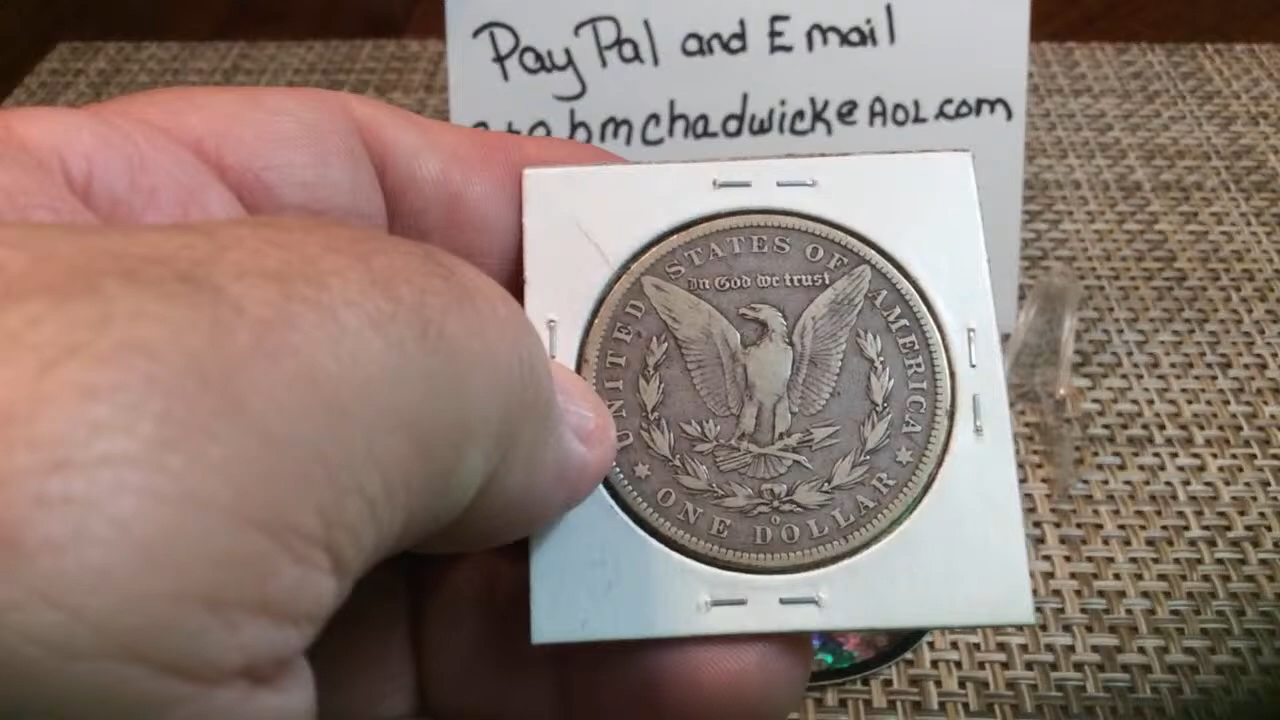 PayPal and Email
bmchadwick@AOL.com
UNITED STATES OF AMERICA
In God we trust
O
ONE DOLLAR